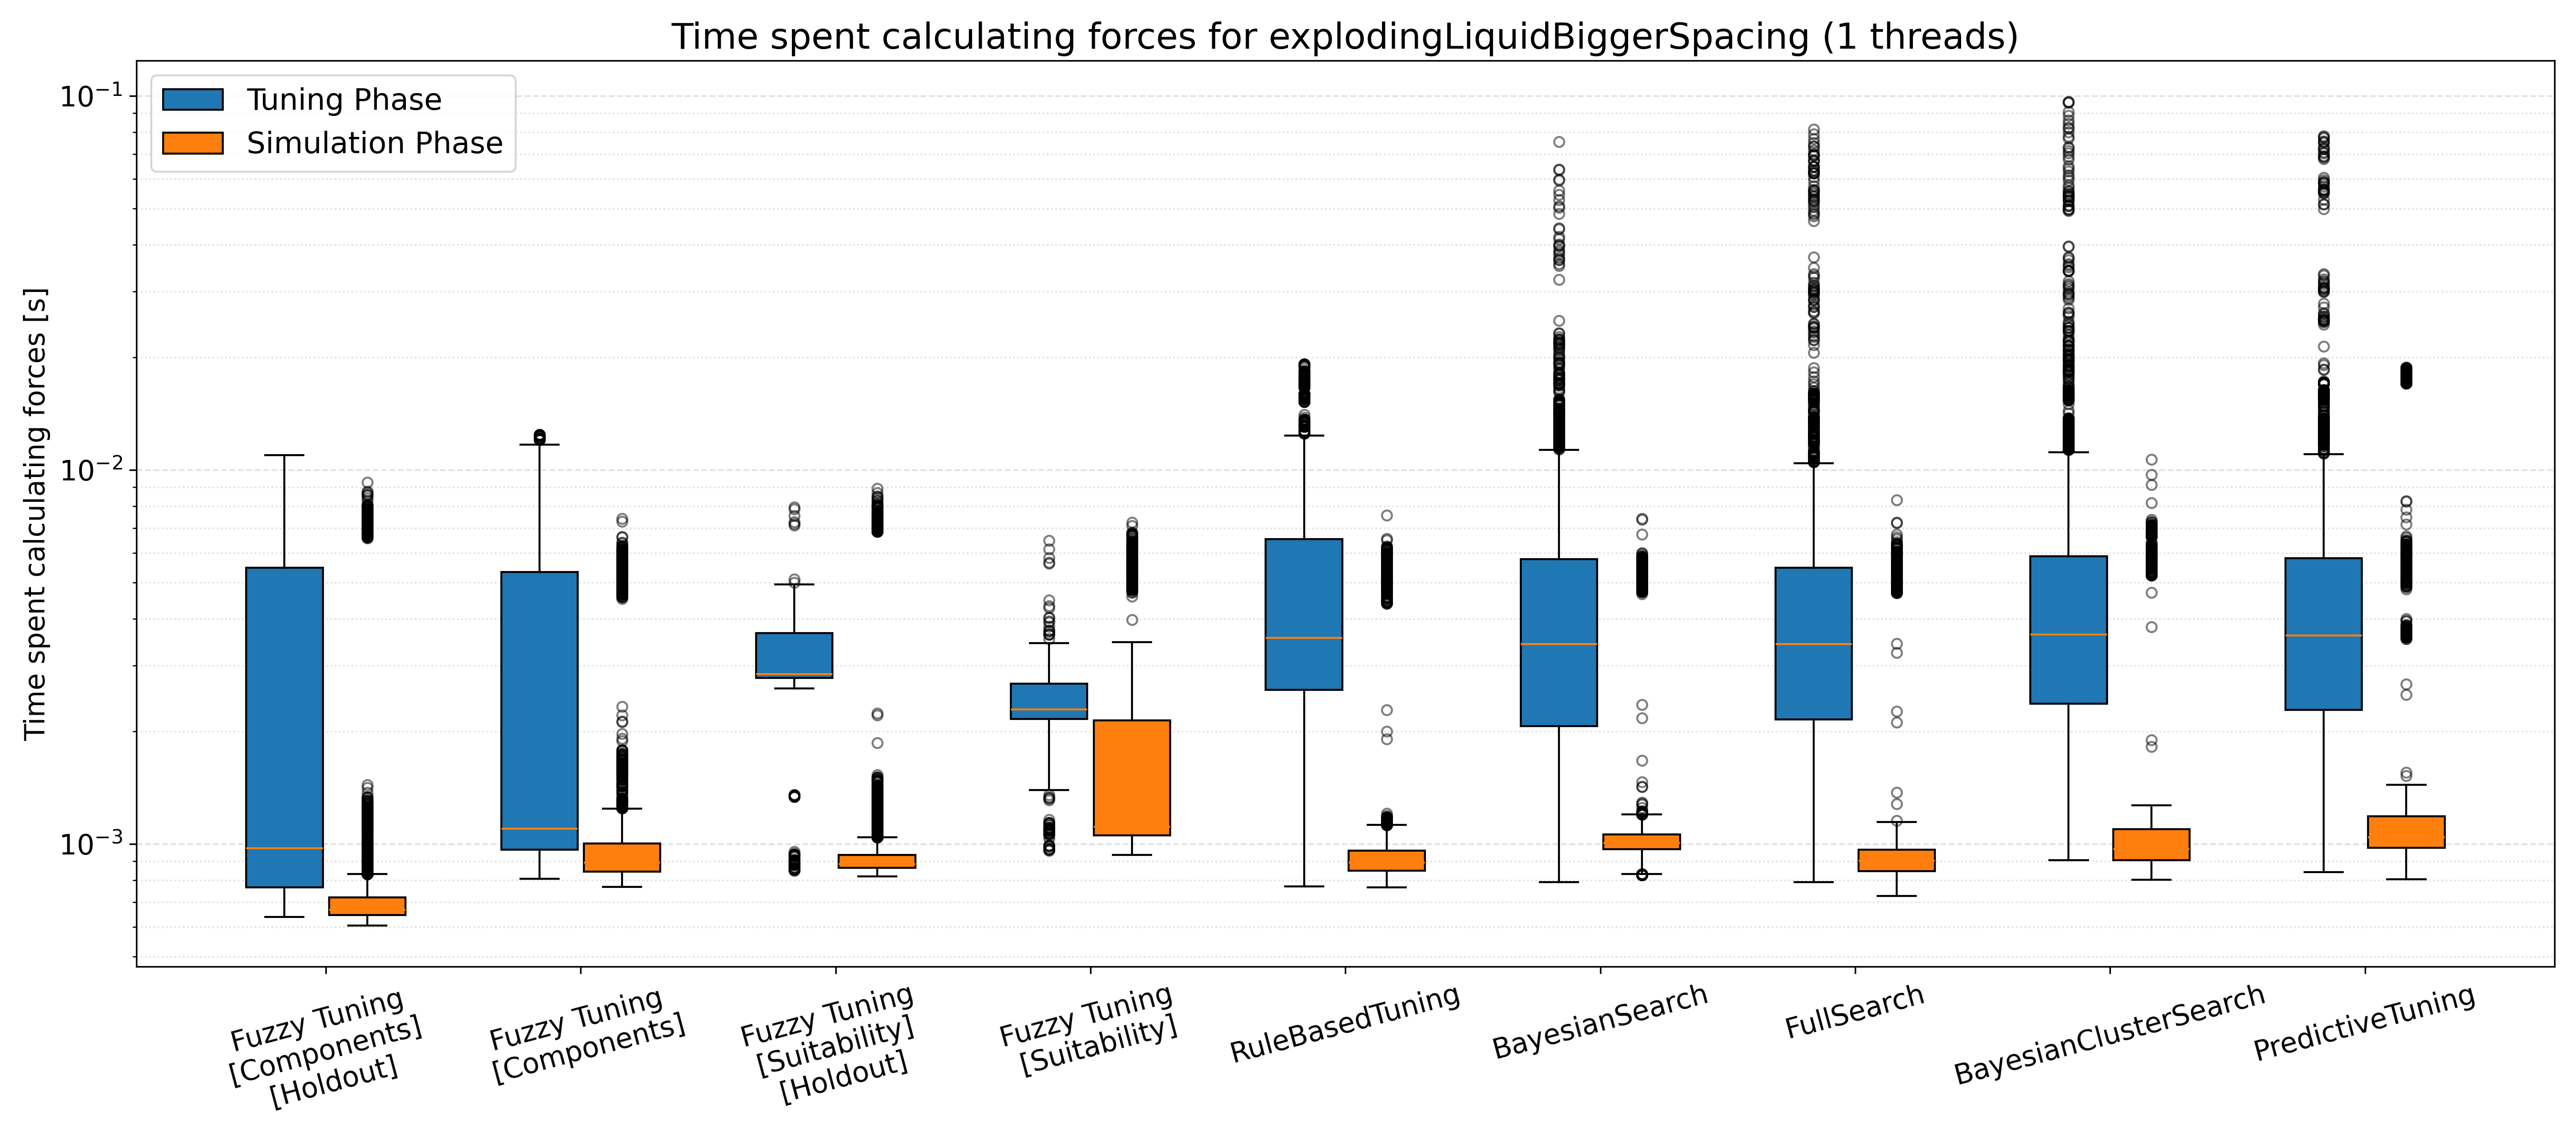 Time spent calculating forces for explodingLiquidBiggerSpacing (1 threads)
Tuning Phase
Simulation Phase
Time spent calculating forces [s]
10⁻¹
10⁻²
10⁻³
Fuzzy Tuning
[Components]
[Holdout]
Fuzzy Tuning
[Components]
Fuzzy Tuning
[Suitability]
[Holdout]
Fuzzy Tuning
[Suitability]
RuleBasedTuning
BayesianSearch
FullSearch
BayesianClusterSearch
PredictiveTuning